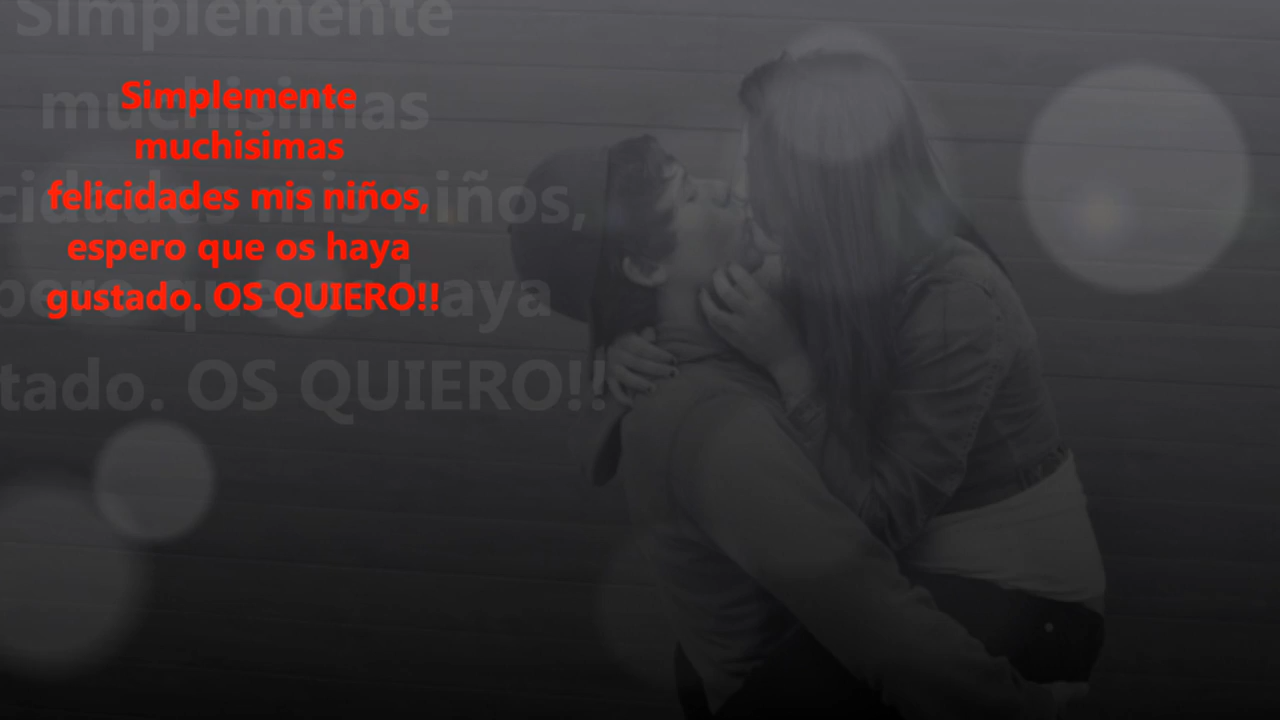 Simplemente
muchisimas
felicidades mis niños,
espero que os haya
gustado. OS QUIERO!!